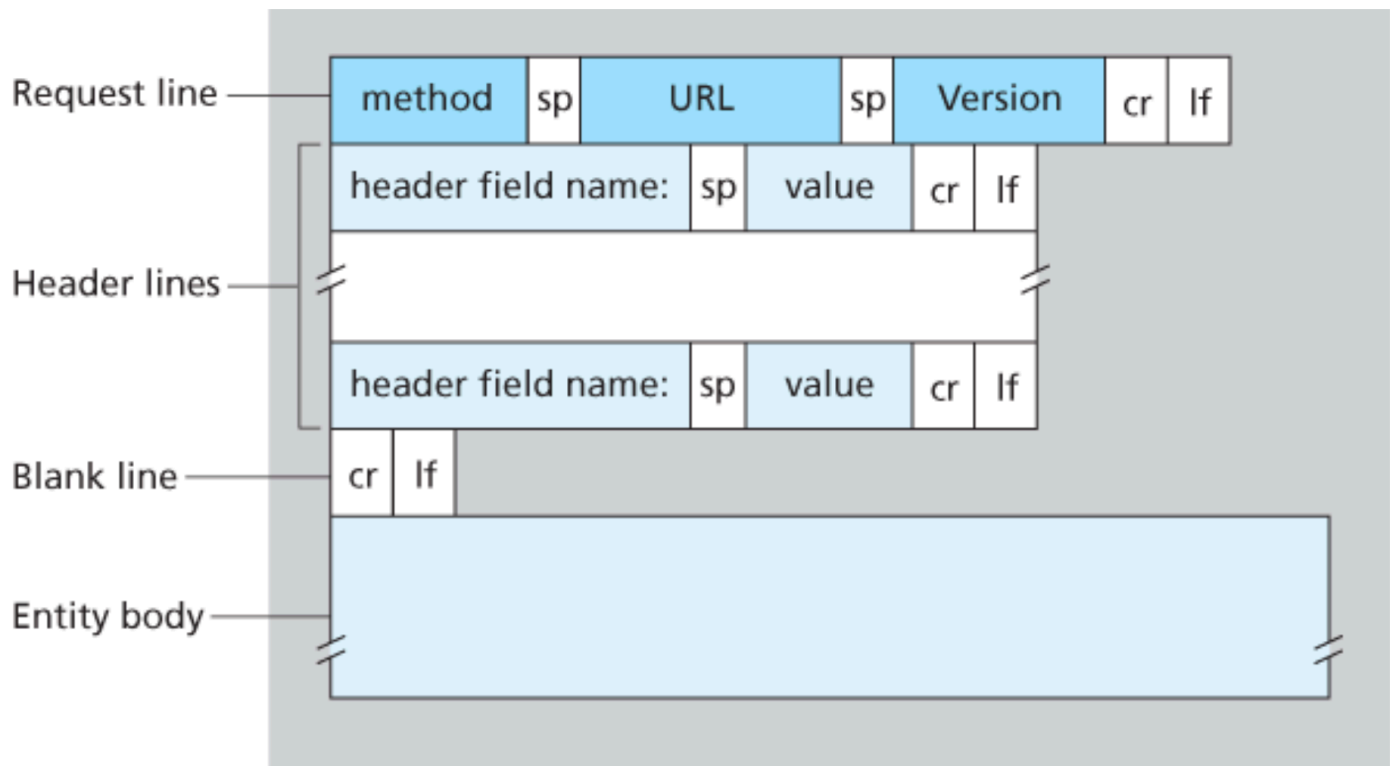 Request line method sp URL sp Version cr lf
header field name: sp value cr lf
Header lines
header field name: sp value cr lf
Blank line cr lf
Entity body